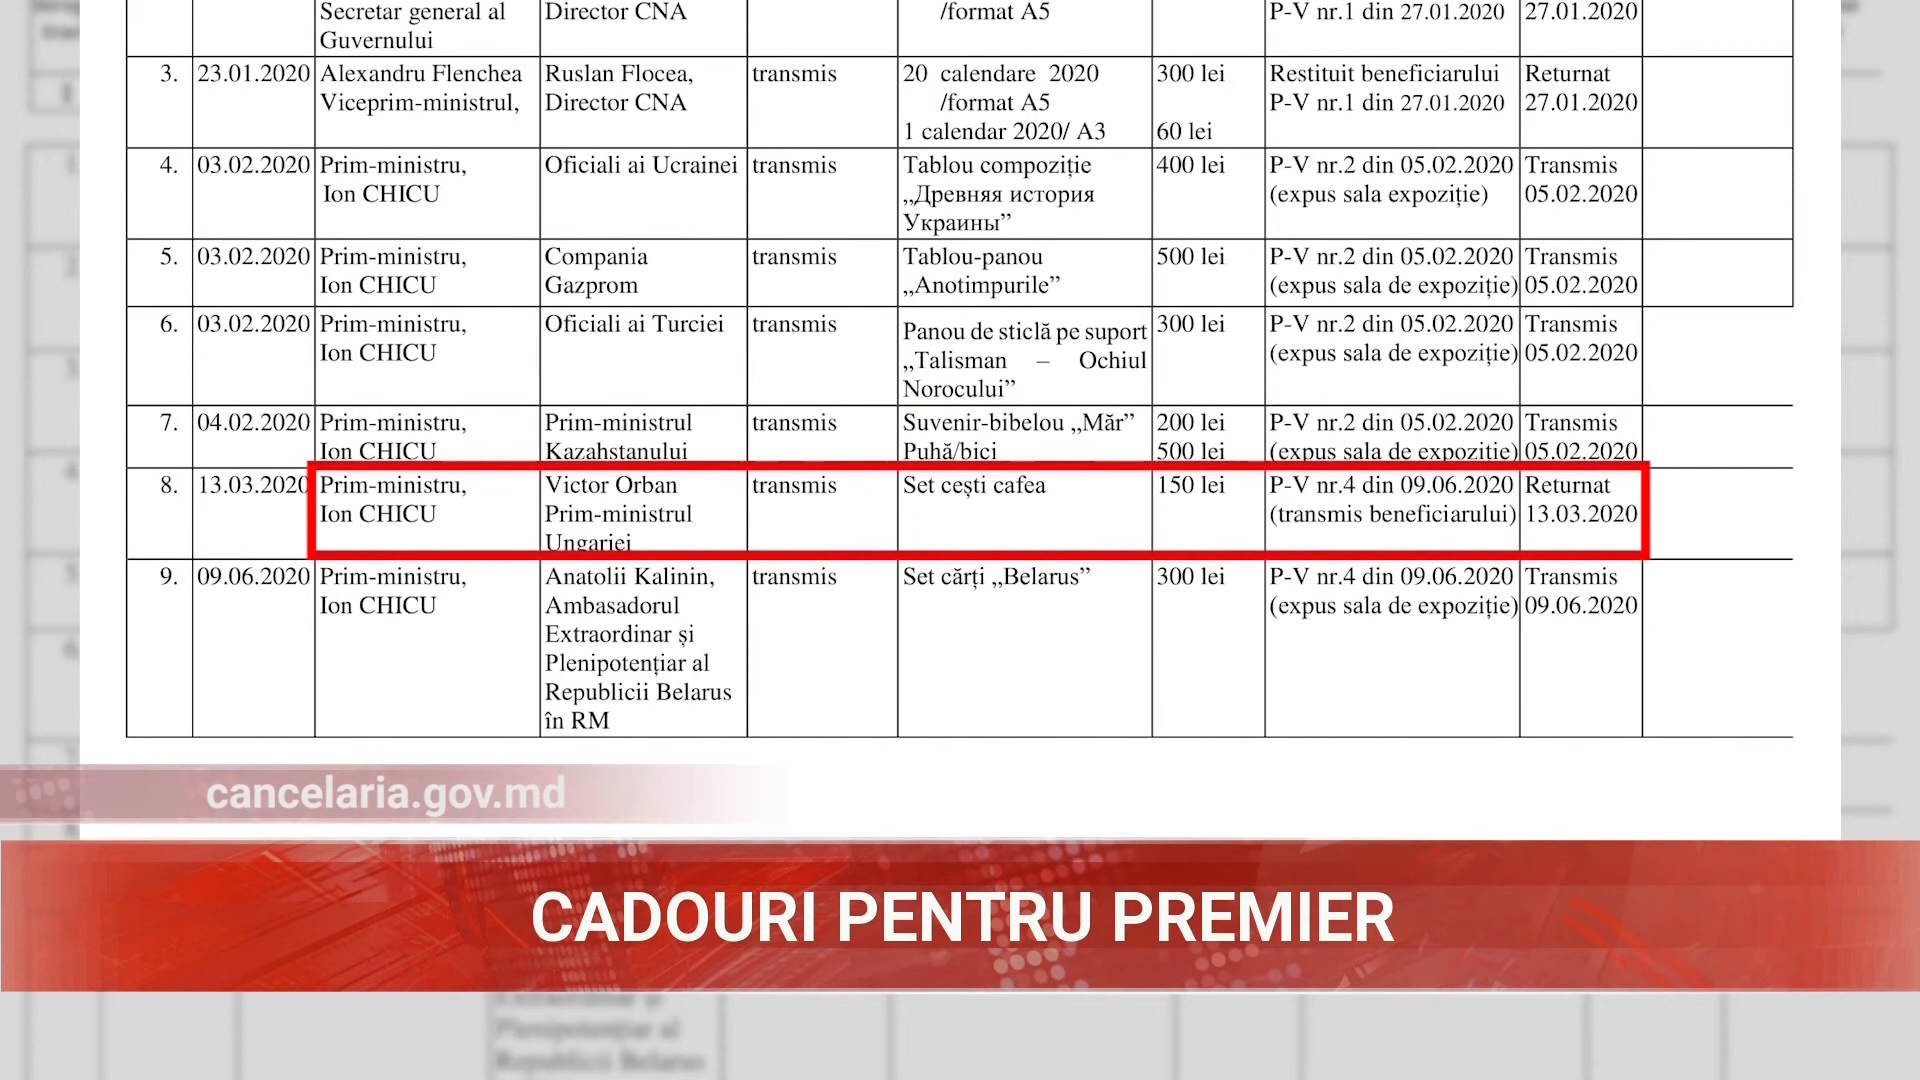 Secretar general al Guvernului Director CNA /format A5 P-V nr.1 din 27.01.2020 27.01.2020
3. 23.01.2020 Alexandru Flenchea Ruslan Flocea, transmis 20 calendare 2020 300 lei Restituit beneficiarului Returnat
Viceprim-ministrul, Director CNA /format A5 P-V nr.1 din 27.01.2020 27.01.2020
1 calendar 2020/ A3 60 lei
4. 03.02.2020 Prim-ministru, Oficiali ai Ucrainei transmis Tablou compoziție 400 lei P-V nr.2 din 05.02.2020 Transmis
Ion CHICU „Древняя история (expus sala expoziție) 05.02.2020
Украины”
5. 03.02.2020 Prim-ministru, Compania transmis Tablou-panou 500 lei P-V nr.2 din 05.02.2020 Transmis
Ion CHICU Gazprom „Anotimpurile” (expus sala de expoziție) 05.02.2020
6. 03.02.2020 Prim-ministru, Oficiali ai Turciei transmis Panou de sticlă pe suport 300 lei P-V nr.2 din 05.02.2020 Transmis
Ion CHICU „Talisman – Ochiul (expus sala de expoziție) 05.02.2020
Norocului”
7. 04.02.2020 Prim-ministru, Prim-ministrul transmis Suvenir-bibelou „Măr” 200 lei P-V nr.2 din 05.02.2020 Transmis
Ion CHICU Kazahstanului Puhă/bici 500 lei (expus sala de expoziție) 05.02.2020
8. 13.03.2020 Prim-ministru, Victor Orban transmis Set cești cafea 150 lei P-V nr.4 din 09.06.2020 Returnat
Ion CHICU Prim-ministrul (transmis beneficiarului) 13.03.2020
Ungariei
9. 09.06.2020 Prim-ministru, Anatolii Kalinin, transmis Set cărți „Belarus” 300 lei P-V nr.4 din 09.06.2020 Transmis
Ion CHICU Ambasadorul (expus sala de expoziție) 09.06.2020
Extraordinar și
Plenipotențiar al
Republicii Belarus
în RM
cancelaria.gov.md
CADOURI PENTRU PREMIER
Plenipotențiar al
Republicii Belarus